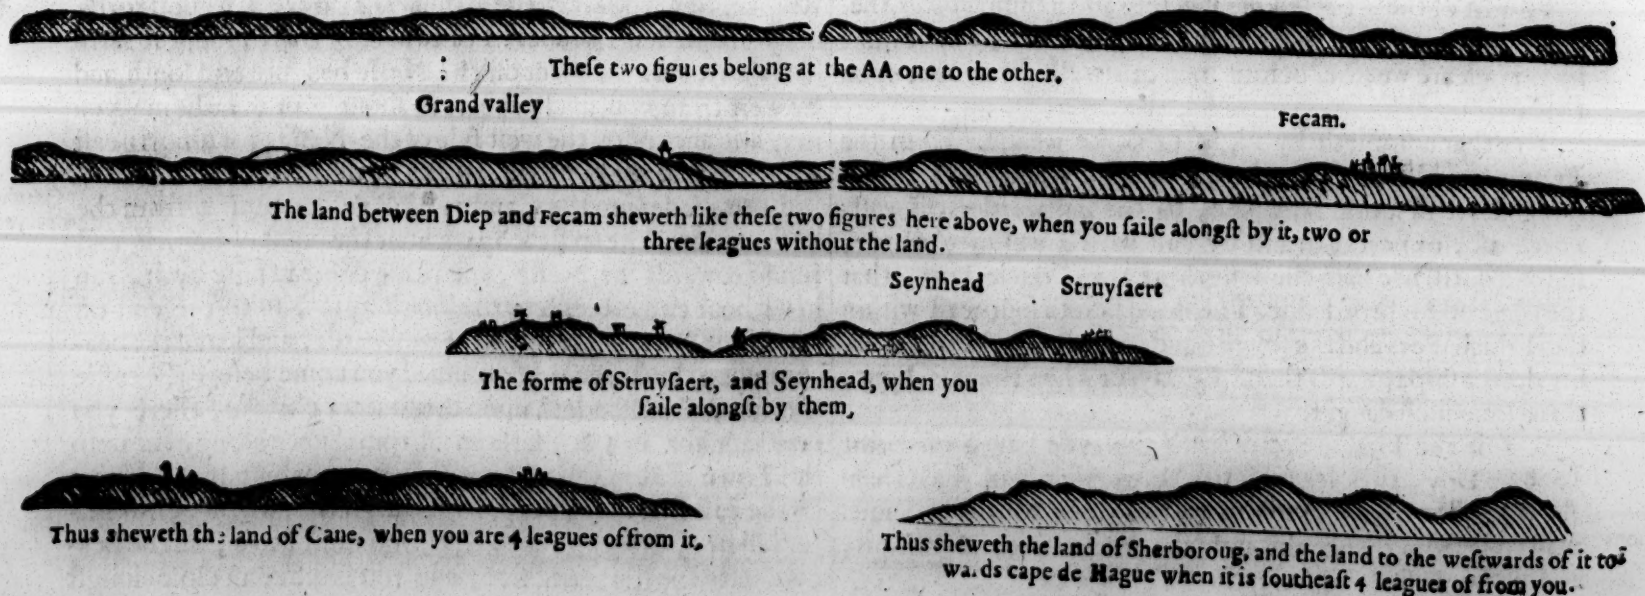 Theſe two figures belong at the AA one to the other.
Grand valley
Fecam.
The land between Diep and Fecam sheweth like theſe two figures here above, when you ſaile alongſt by it, two or
three leagues without the land.
Seynhead Struyſaert
The forme of Struyſaert, and Seynhead, when you
ſaile alongſt by them,
Thus sheweth the land of Cane, when you are 4 leagues of from it,
Thus sheweth the land of Sherboroug, and the land to the weſtwards of it to-
wards cape de Hague when it is ſoutheaſt 4 leagues of from you.